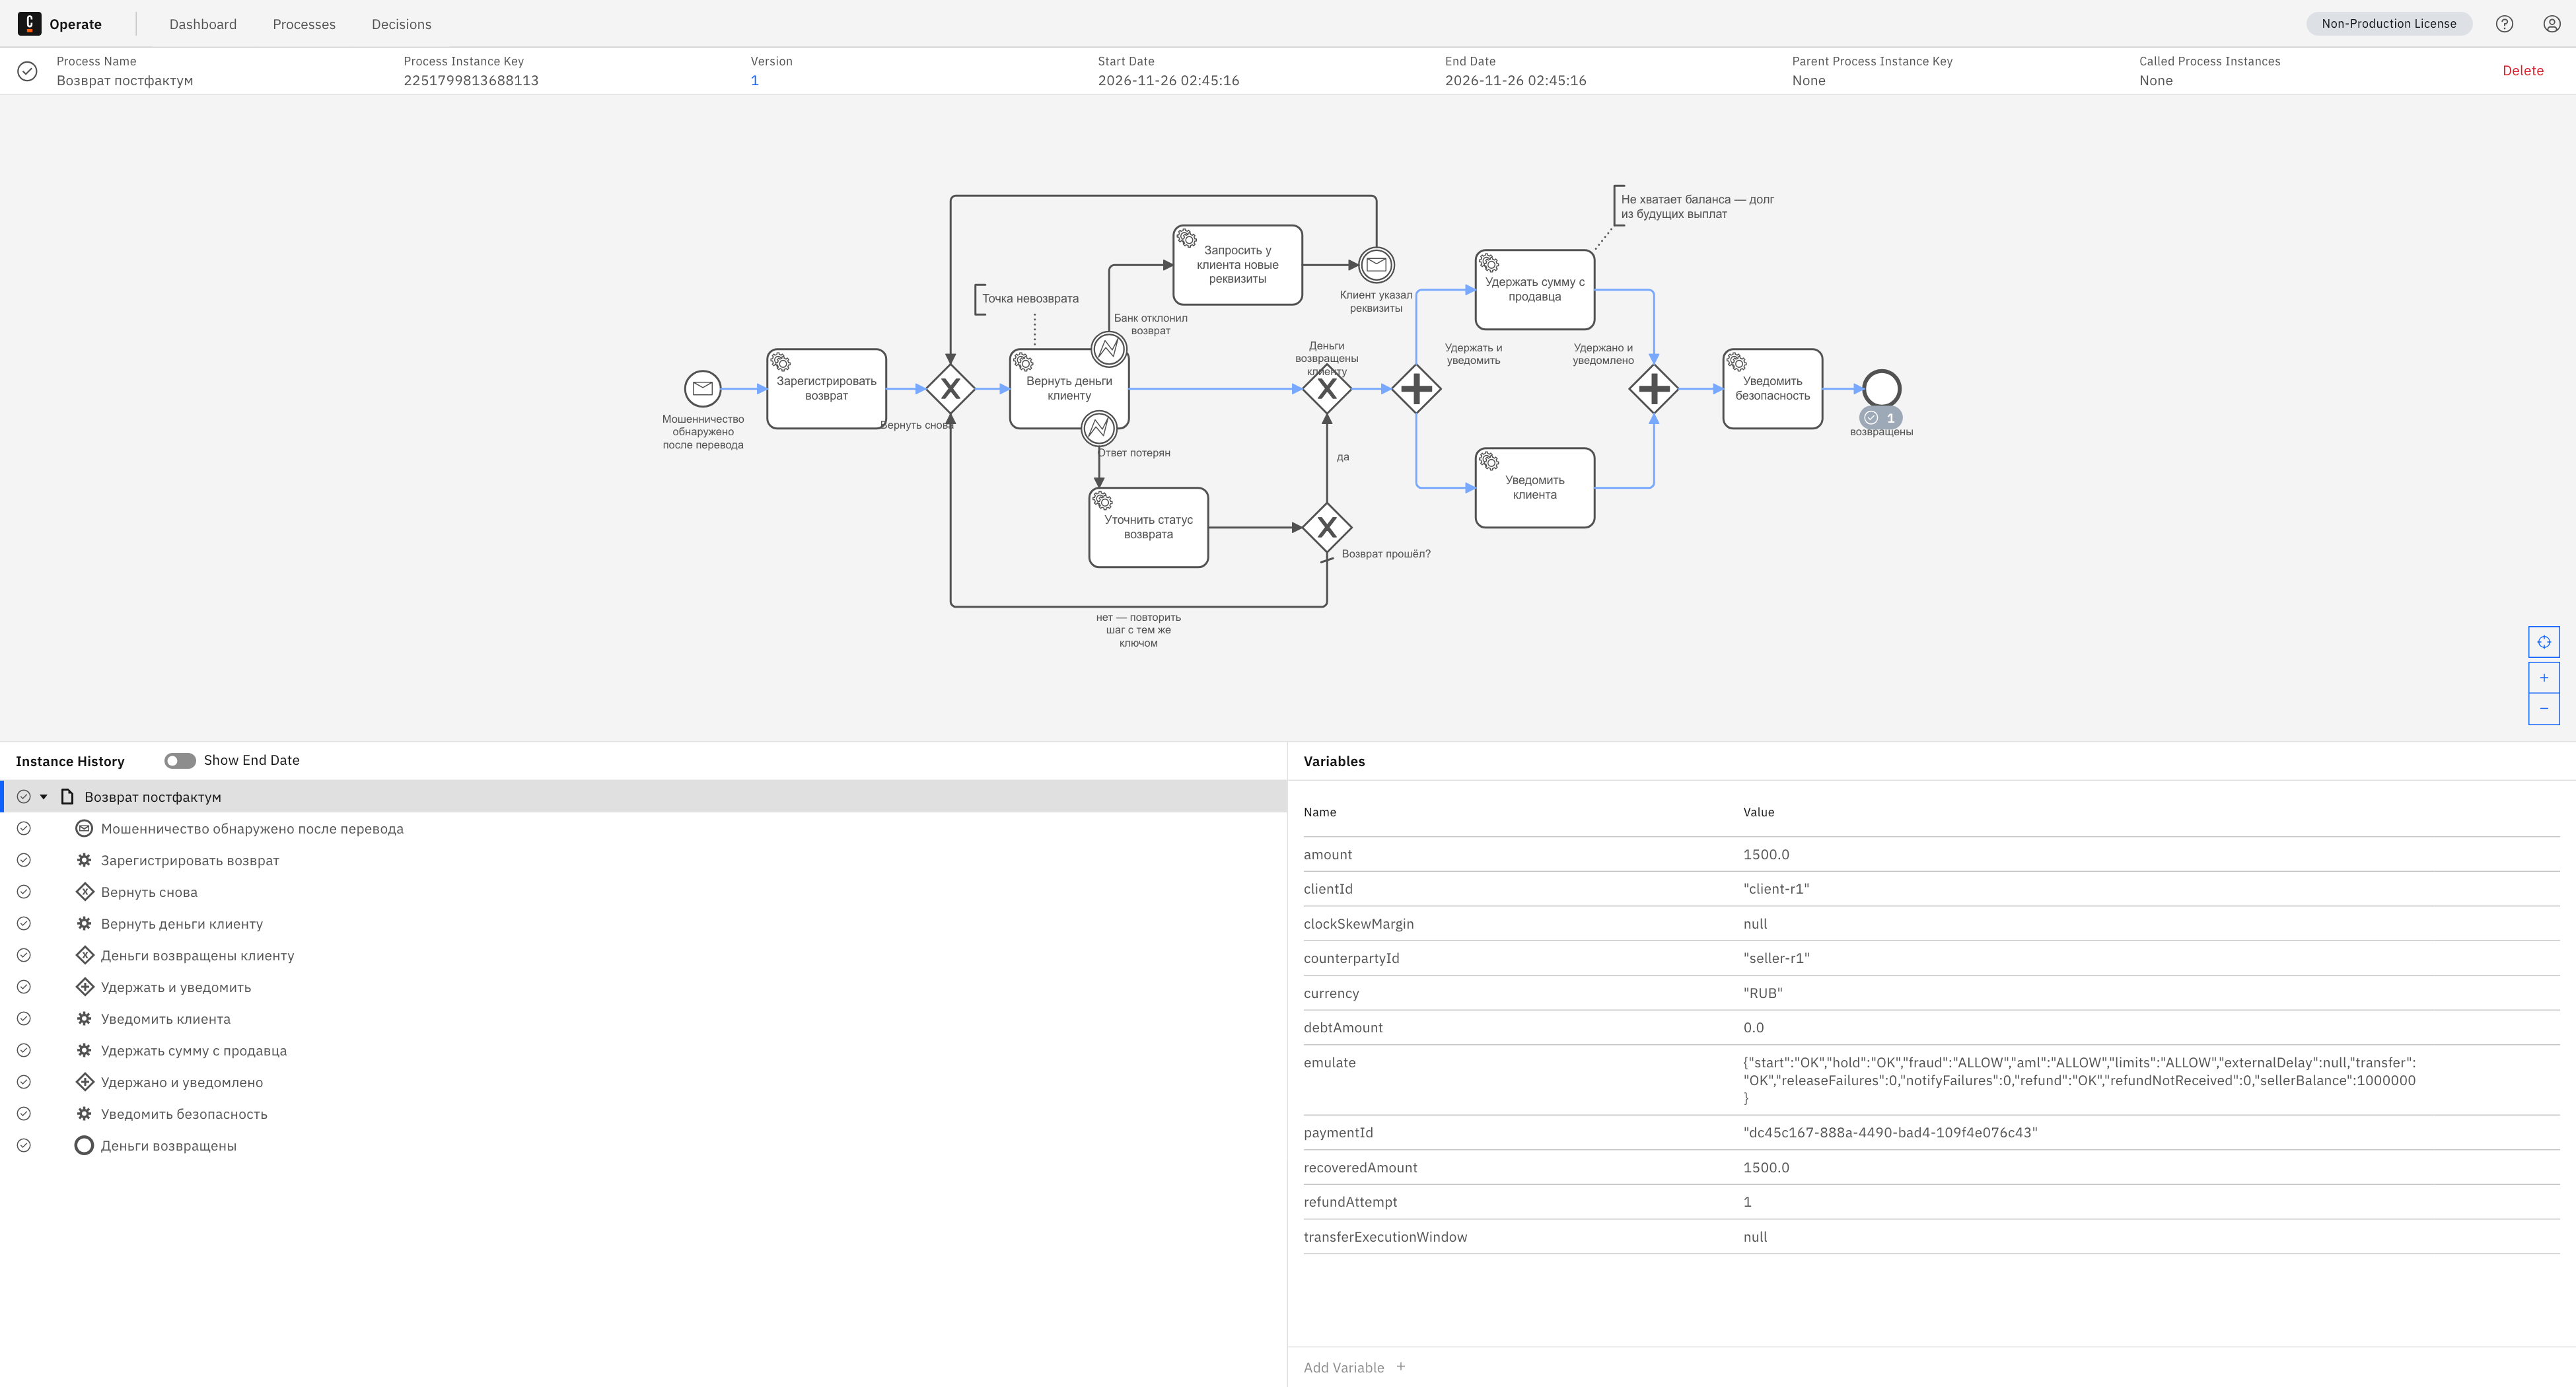 Operate
Dashboard
Processes
Decisions
Non-Production License
Process Name
Возврат постфактум
Process Instance Key
2251799813688113
Version
1
Start Date
2026-11-26 02:45:16
End Date
2026-11-26 02:45:16
Parent Process Instance Key
None
Called Process Instances
None
Delete
Не хватает баланса — долг
из будущих выплат
Запросить у
клиента новые
реквизиты
Клиент указал
реквизиты
Точка невозврата
Банк отклонил
возврат
Удержать сумму с
продавца
Мошенничество
обнаружено
после перевода
Зарегистрировать
возврат
Вернуть снова
Вернуть деньги
клиенту
Ответ потерян
Деньги
возвращены
клиенту
Удержать и
уведомить
Удержано и
уведомлено
Уведомить
безопасность
1
возвращены
да
Уведомить
клиента
Уточнить статус
возврата
Возврат прошёл?
нет — повторить
шаг с тем же
ключом
Instance History
Show End Date
Возврат постфактум
Мошенничество обнаружено после перевода
Зарегистрировать возврат
Вернуть снова
Вернуть деньги клиенту
Деньги возвращены клиенту
Удержать и уведомить
Уведомить клиента
Удержать сумму с продавца
Удержано и уведомлено
Уведомить безопасность
Деньги возвращены
Variables
Name
Value
amount
1500.0
clientId
"client-r1"
clockSkewMargin
null
counterpartyId
"seller-r1"
currency
"RUB"
debtAmount
0.0
emulate
{"start":"OK","hold":"OK","fraud":"ALLOW","aml":"ALLOW","limits":"ALLOW","externalDelay":null,"transfer":
"OK","releaseFailures":0,"notifyFailures":0,"refund":"OK","refundNotReceived":0,"sellerBalance":1000000
}
paymentId
"dc45c167-888a-4490-bad4-109f4e076c43"
recoveredAmount
1500.0
refundAttempt
1
transferExecutionWindow
null
Add Variable +